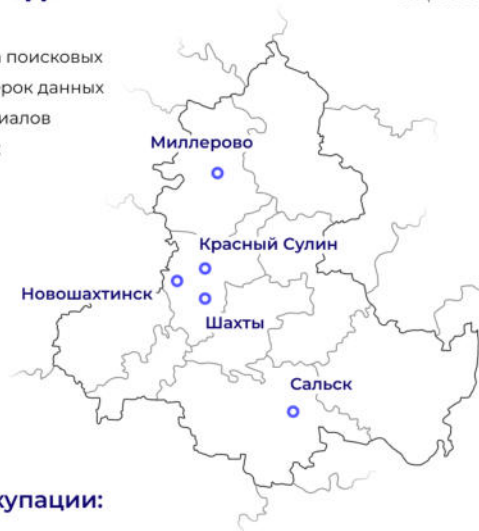 поисковых
рок данных
иалов
Миллерово
Красный Сулин
Новошахтинск
Шахты
Сальск
купации: